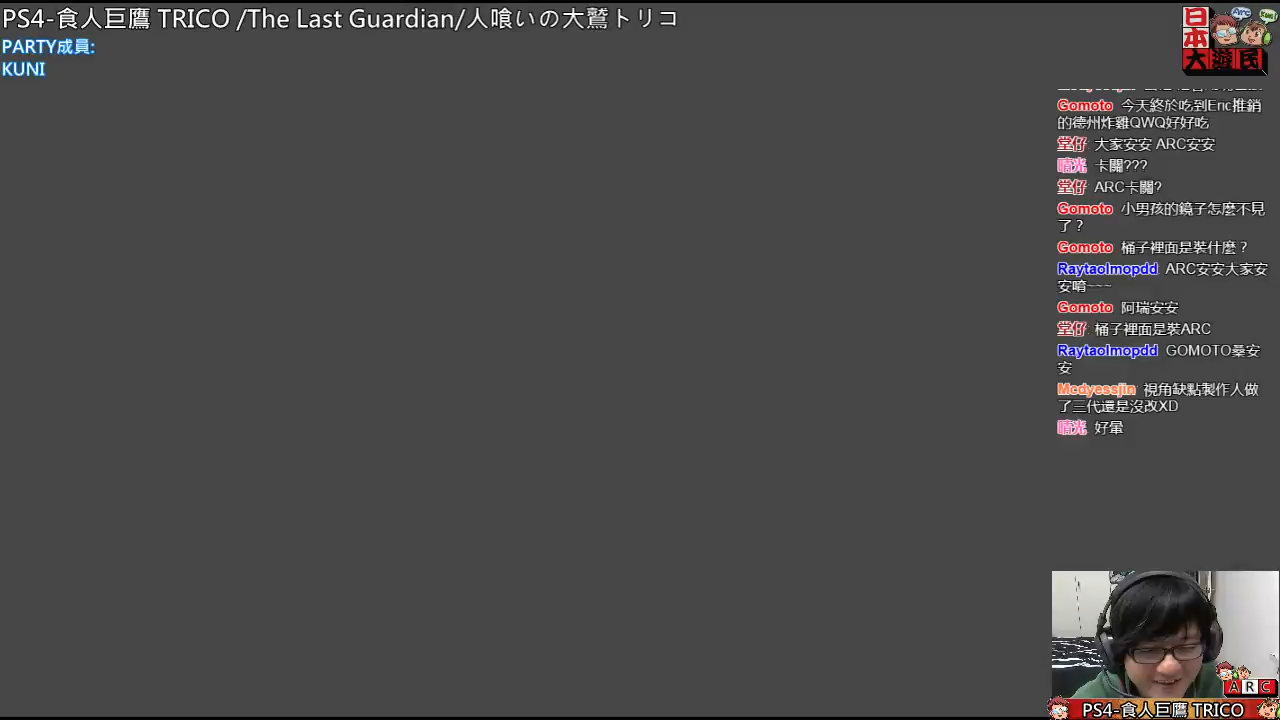 PS4-食人巨鷹 TRICO /The Last Guardian/人喰いの大鷲トリコ
PARTY成員:
KUNI
Arc
Kuni
日本
大遊民
Gomoto 今天終於吃到Eric推銷
的德州炸雞QWQ好好吃
堂仔 大家安安 ARC安安
晴光 卡關???
堂仔 ARC卡關?
Gomoto 小男孩的鏡子怎麼不見
了？
Gomoto 桶子裡面是裝什麼？
Raytaolmopdd ARC安安大家安
安唷~~~
Gomoto 阿瑞安安
堂仔 桶子裡面是裝ARC
Raytaolmopdd GOMOTO桑安
安
Mcdyessjin 視角缺點製作人做
了三代還是沒改XD
晴光 好暈
ARC
PS4-食人巨鷹 TRICO